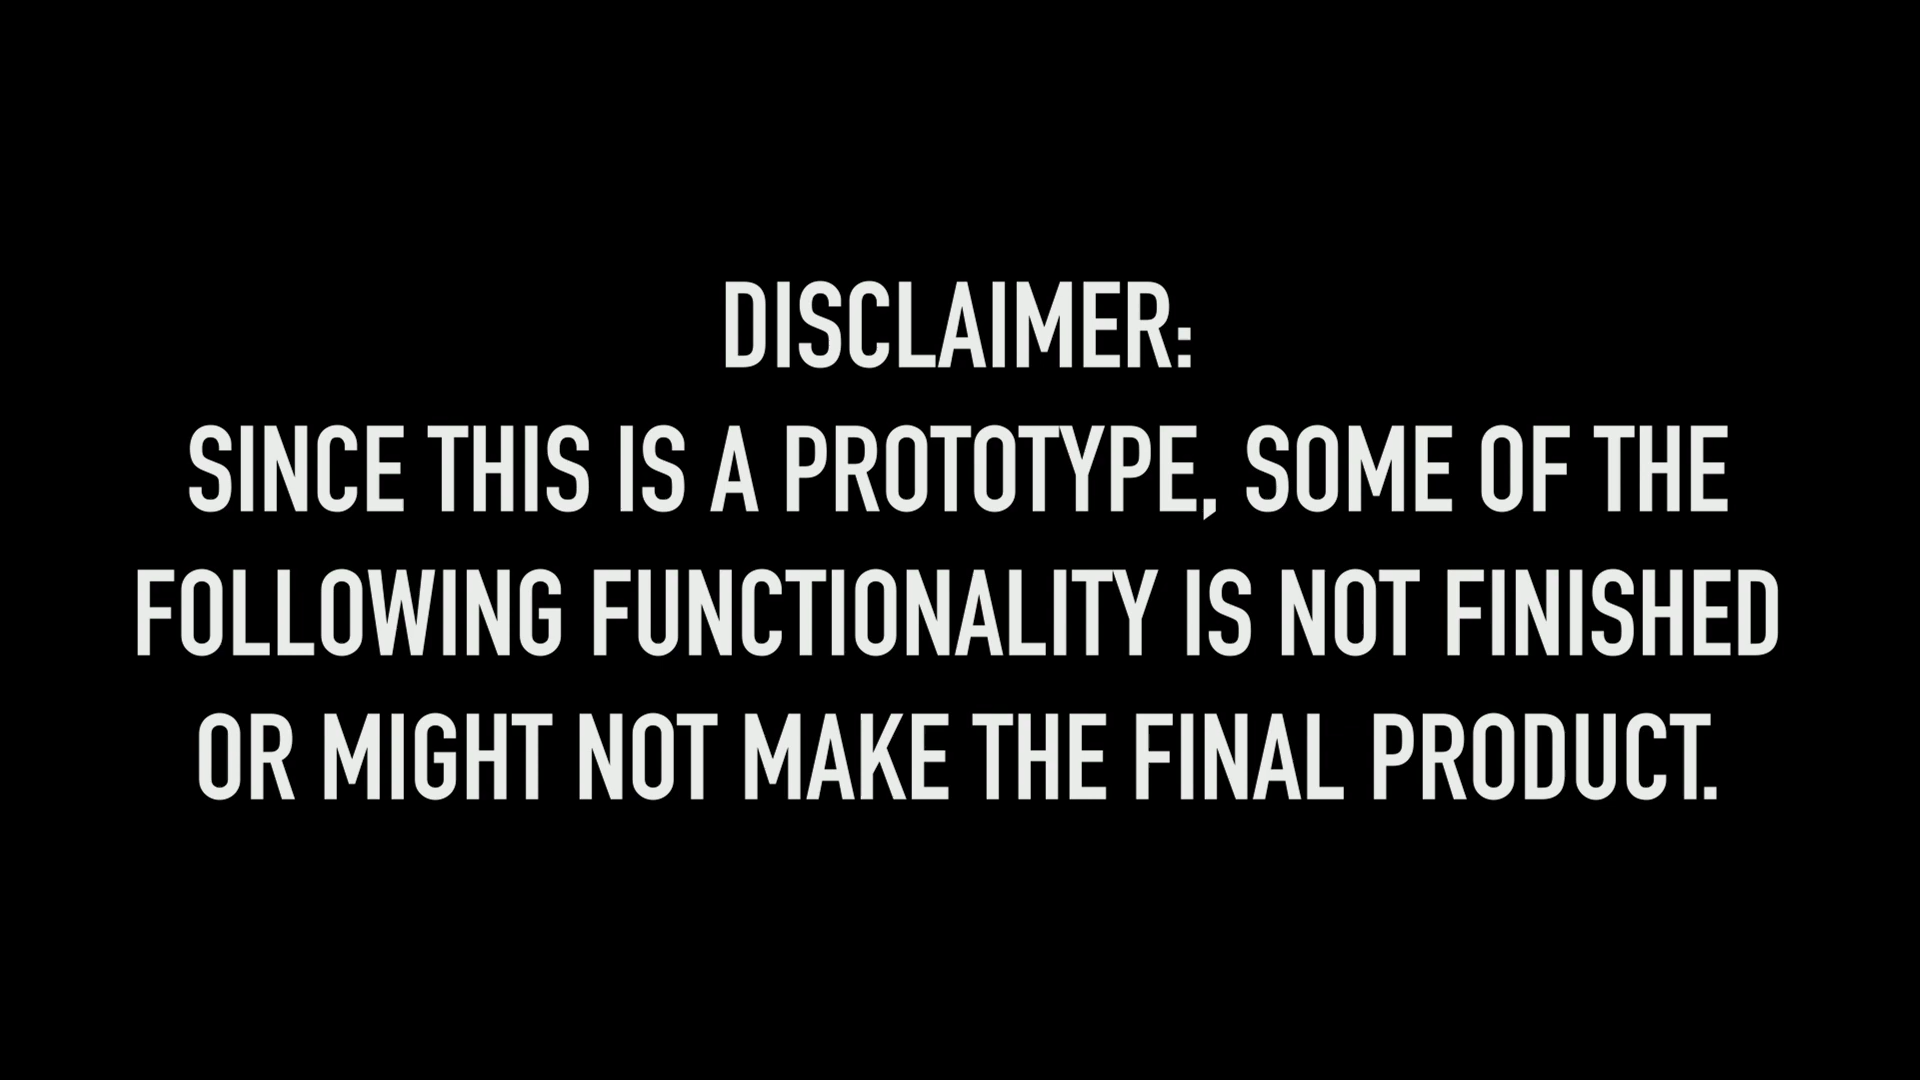 DISCLAIMER:
SINCE THIS IS A PROTOTYPE, SOME OF THE
FOLLOWING FUNCTIONALITY IS NOT FINISHED
OR MIGHT NOT MAKE THE FINAL PRODUCT.